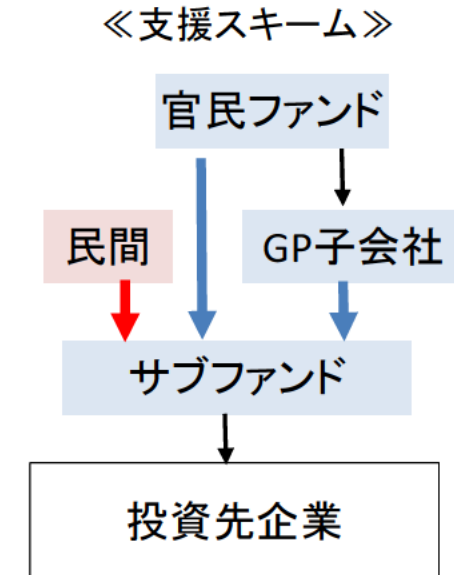 ≪支援スキーム≫
官民ファンド
民間
GP子会社
サブファンド
投資先企業